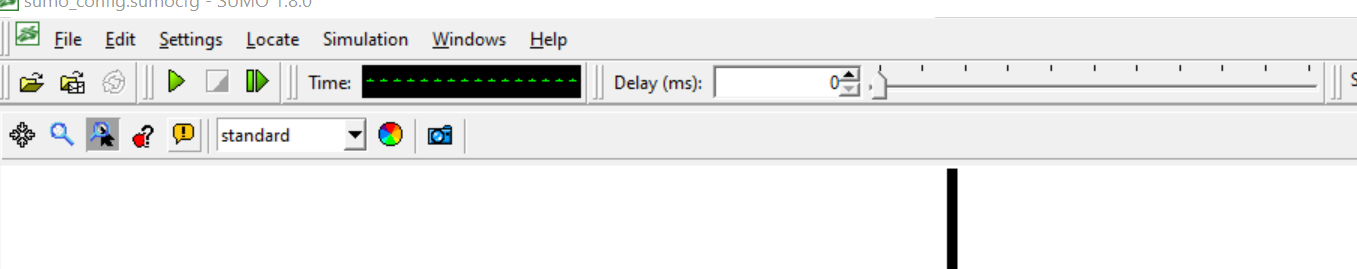 sumo_config.sumocfg - SUMO 1.8.0
File Edit Settings Locate Simulation Windows Help
Time: Delay (ms): 0 S
standard